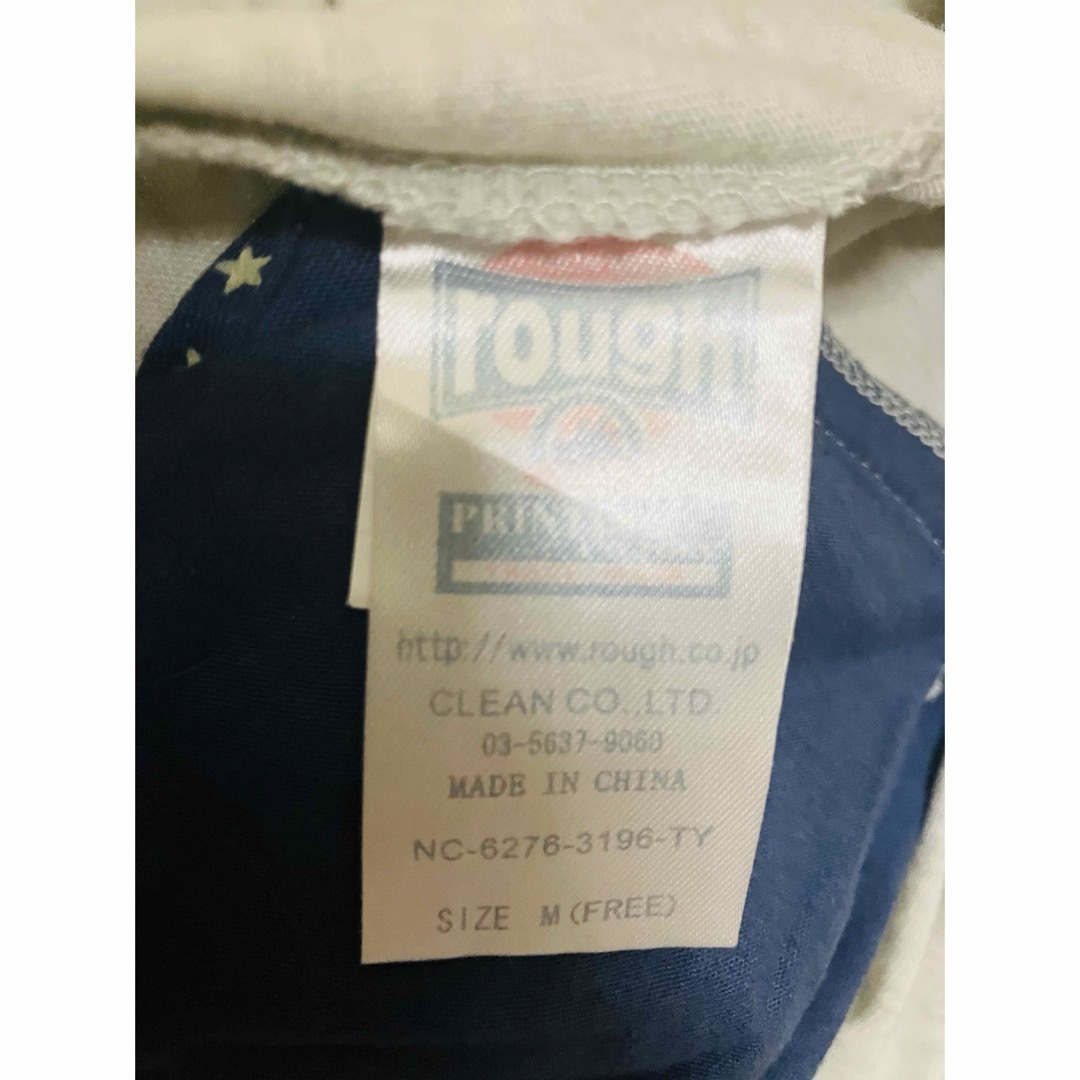 rough
http://www.rough.co.jp
CLEAN CO.,LTD.
03-5637-9060
MADE IN CHINA
NC-6276-3196-TY
SIZE M(FREE)